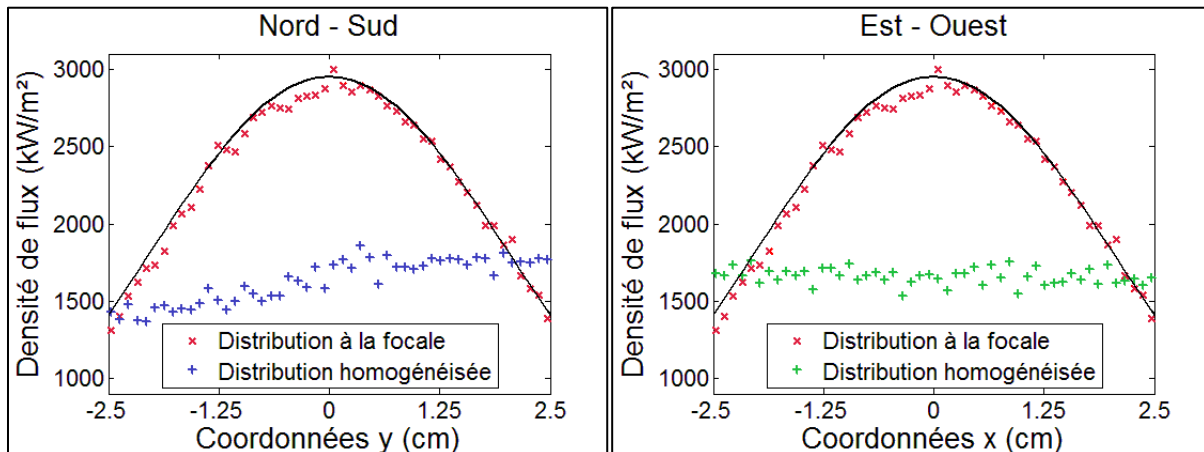 Nord - Sud
Densité de flux (kW/m²)
3000
2500
2000
1500
1000
× Distribution à la focale
+ Distribution homogénéisée
-2.5 -1.25 0 1.25 2.5
Coordonnées y (cm)
Est - Ouest
Densité de flux (kW/m²)
3000
2500
2000
1500
1000
× Distribution à la focale
+ Distribution homogénéisée
-2.5 -1.25 0 1.25 2.5
Coordonnées x (cm)